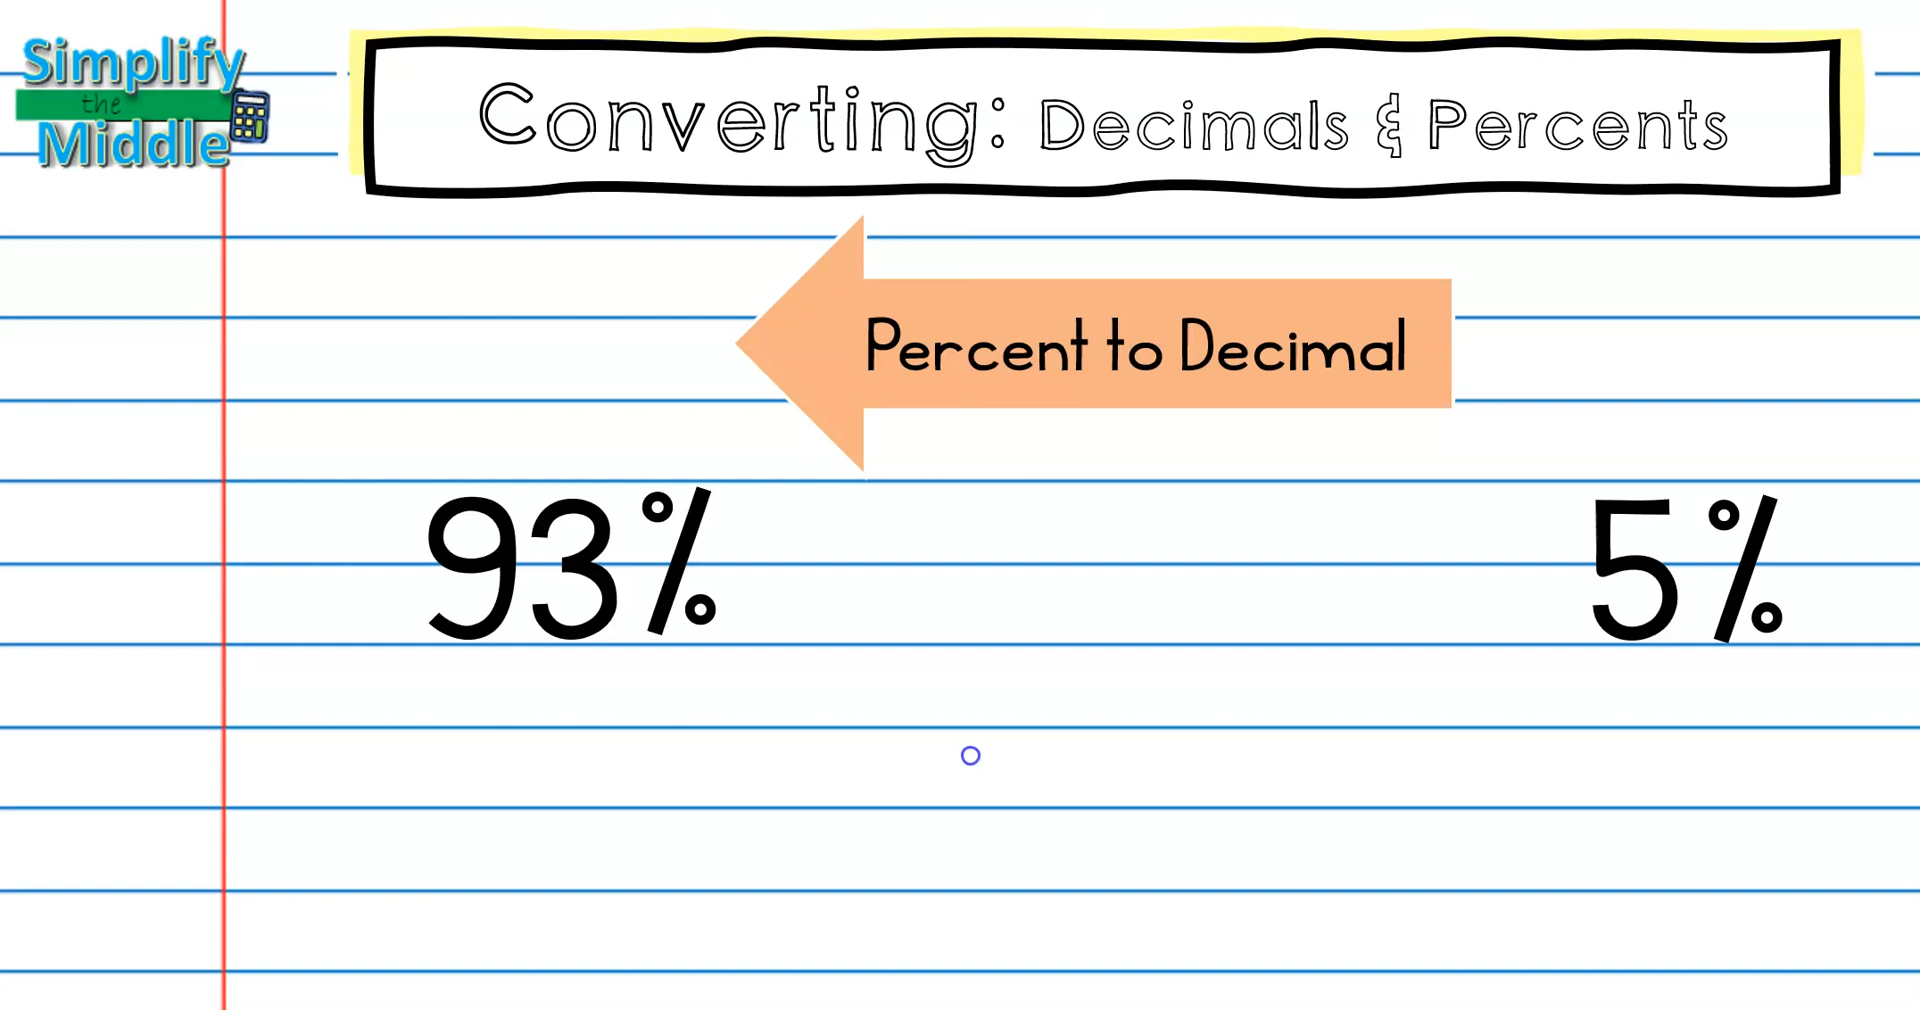 Simplify
the
Middle
Converting: Decimals & Percents
Percent to Decimal
93%
5%